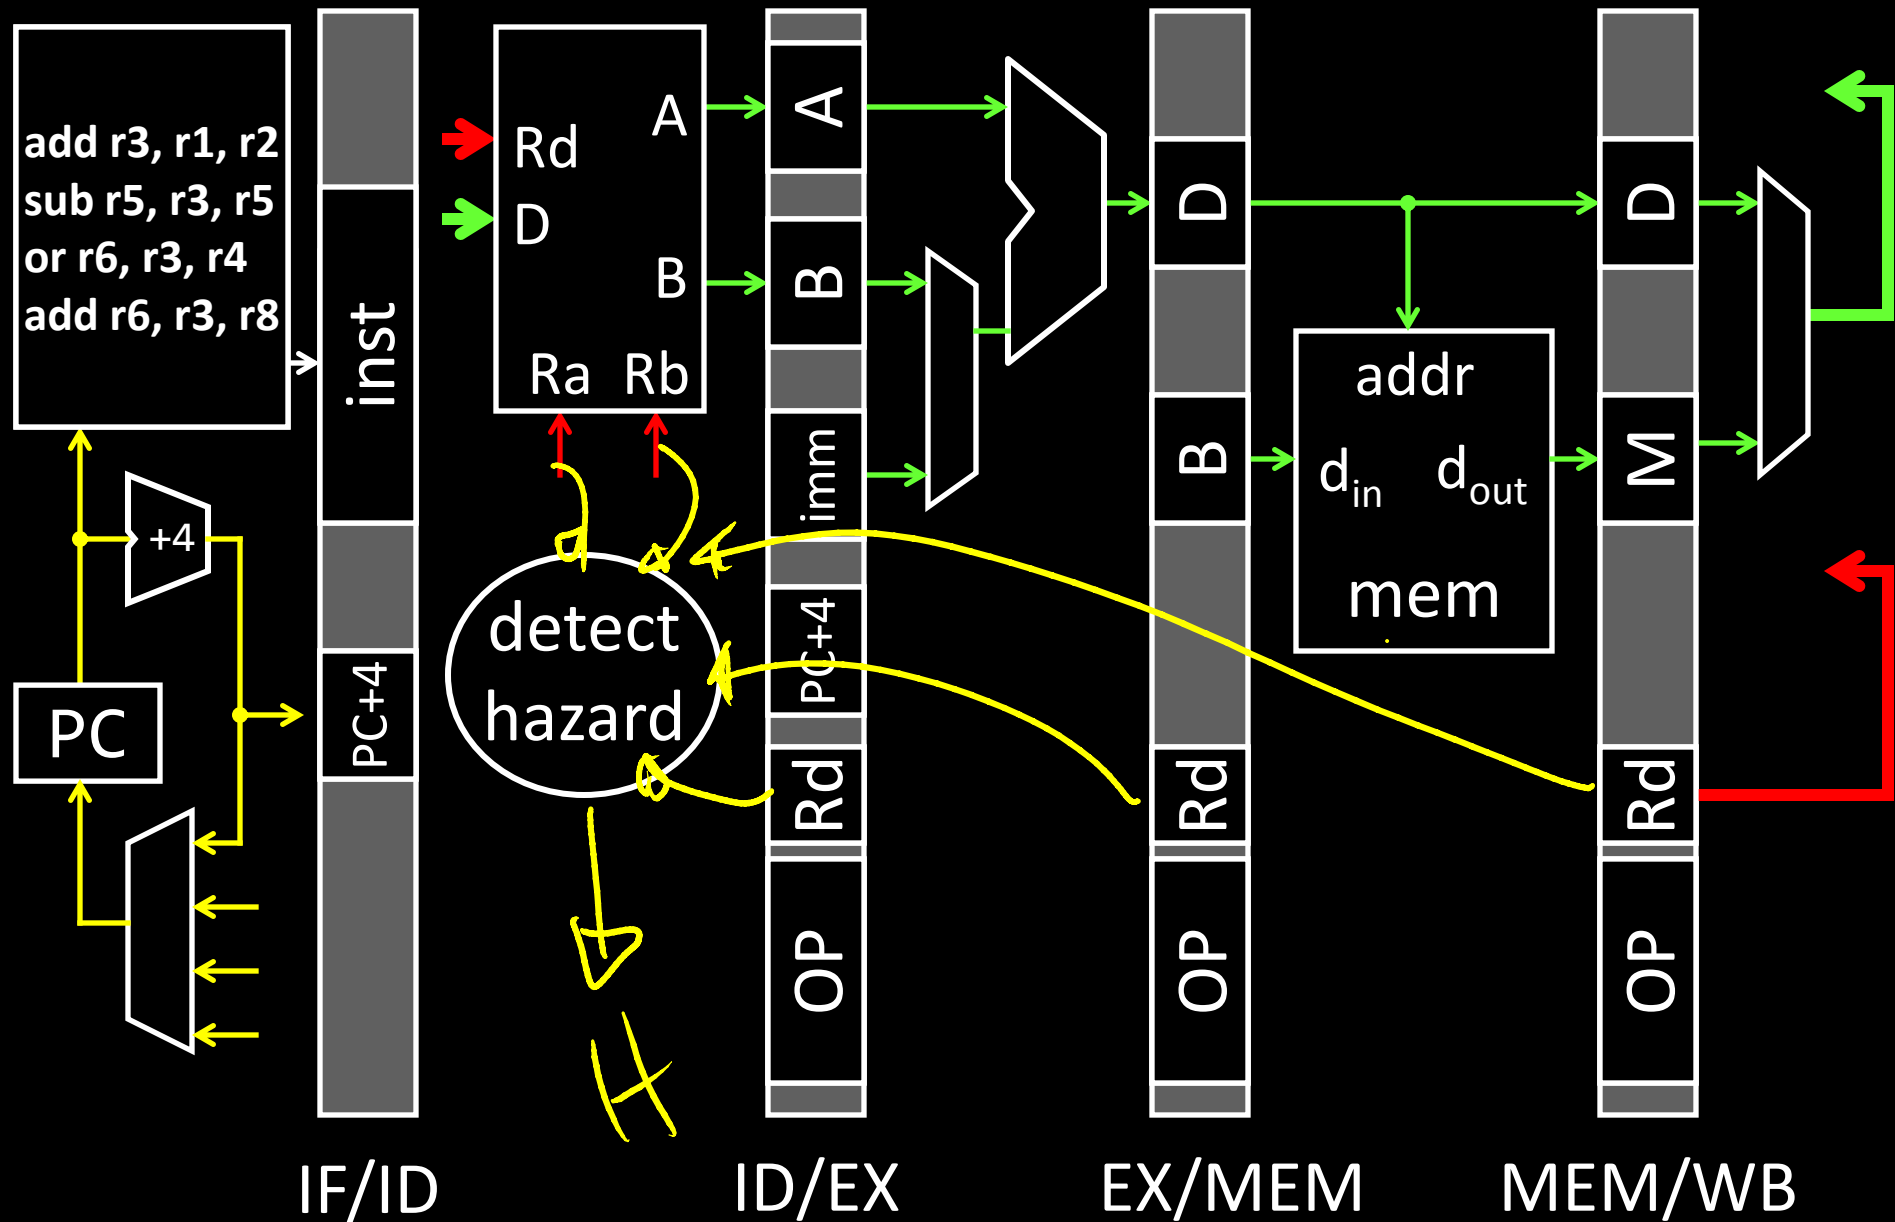 add r3, r1, r2
sub r5, r3, r5
or r6, r3, r4
add r6, r3, r8
+4
PC
inst
PC+4
Rd
D
A
B
Ra Rb
detect
hazard
H
A
B
imm
PC+4
Rd
OP
D
B
Rd
OP
addr
din dout
mem
D
M
Rd
OP
IF/ID ID/EX EX/MEM MEM/WB